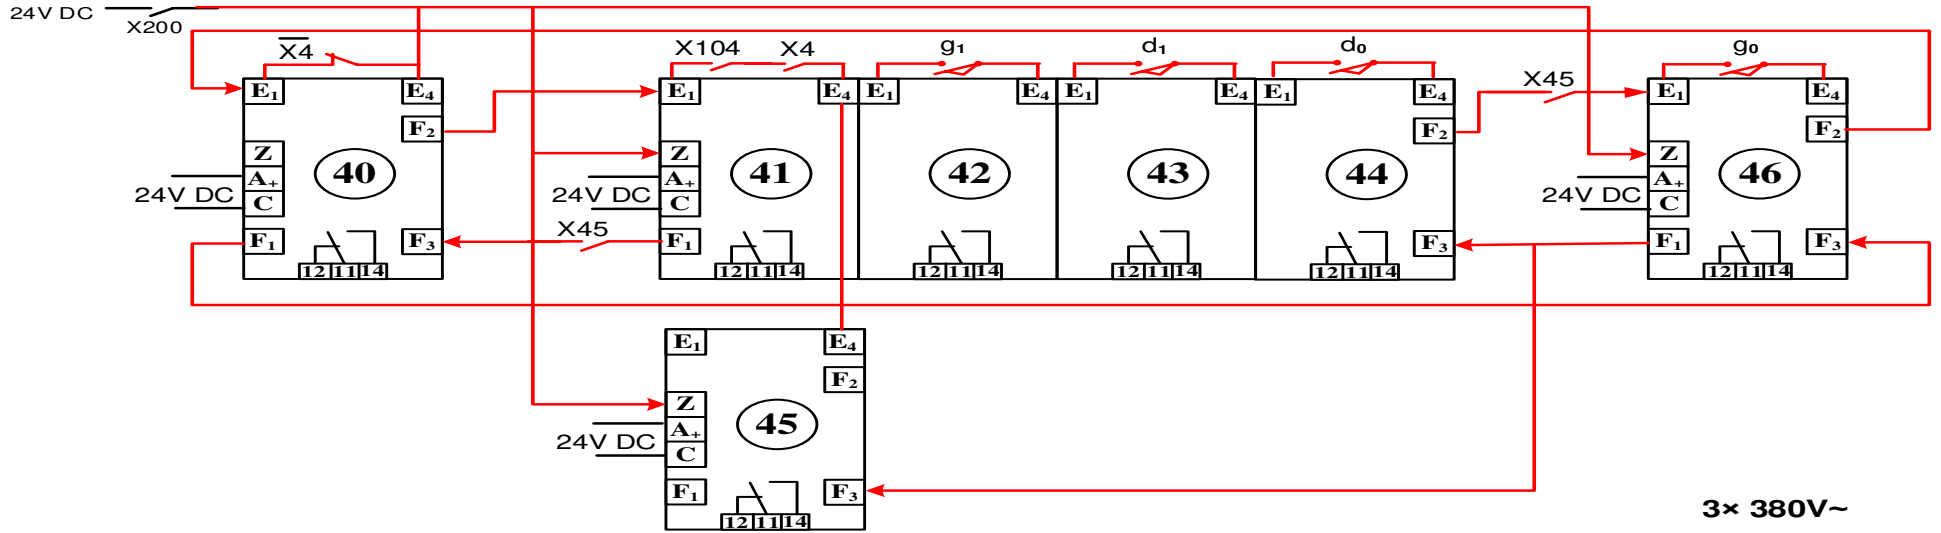 24V DC
X200
X4
X104 X4
g₁
d₁
d₀
g₀
X45
E₁ E₄
F₂
Z
A₊
C
F₁ F₃
40
24V DC
12 11 14
E₁ E₄
Z
A₊
C
F₁
41
24V DC
X45
12 11 14
E₁ E₄
42
12 11 14
E₁ E₄
43
12 11 14
E₁ E₄
F₂
44
F₃
12 11 14
E₁ E₄
F₂
Z
A₊
C
F₁ F₃
46
24V DC
12 11 14
E₁ E₄
F₂
Z
A₊
C
F₁ F₃
45
24V DC
12 11 14
3× 380V~